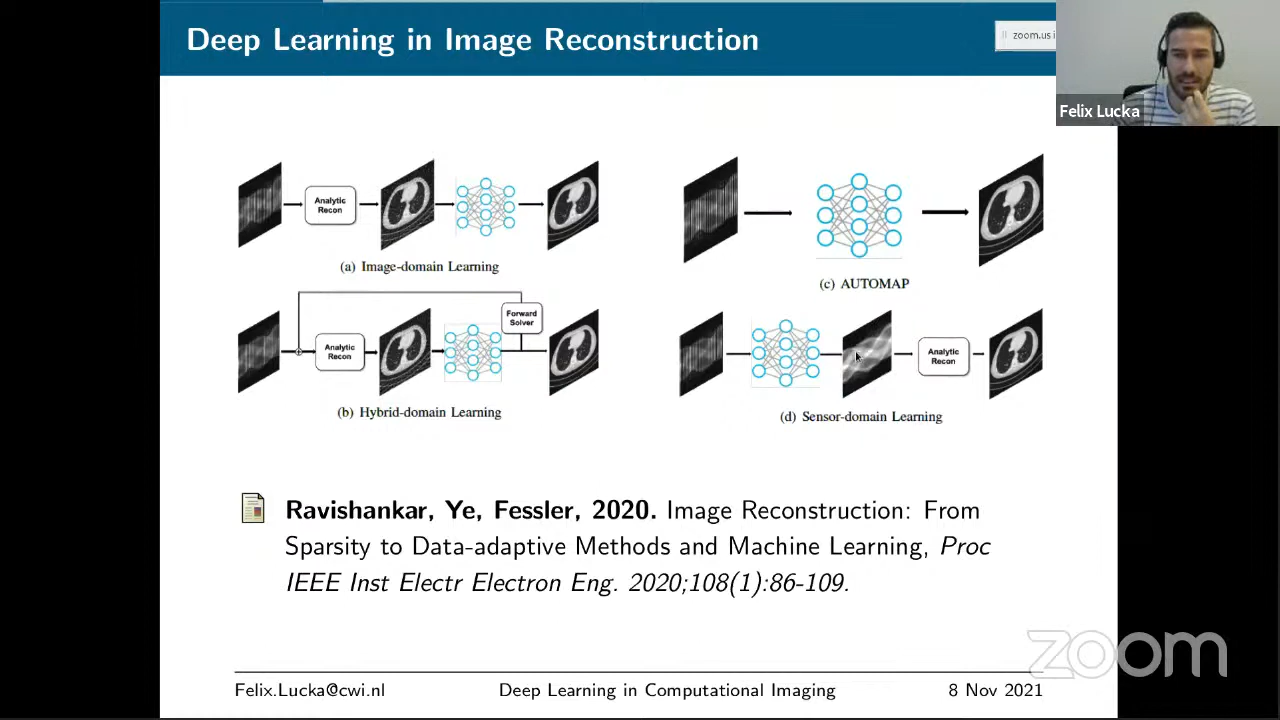 Deep Learning in Image Reconstruction
zoom.us i
Felix Lucka
Analytic
Recon
(a) Image-domain Learning
(c) AUTOMAP
Forward
Solver
Analytic
Recon
(b) Hybrid-domain Learning
Analytic
Recon
(d) Sensor-domain Learning
Ravishankar, Ye, Fessler, 2020. Image Reconstruction: From
Sparsity to Data-adaptive Methods and Machine Learning, Proc
IEEE Inst Electr Electron Eng. 2020;108(1):86-109.
zoom
Felix.Lucka@cwi.nl Deep Learning in Computational Imaging 8 Nov 2021